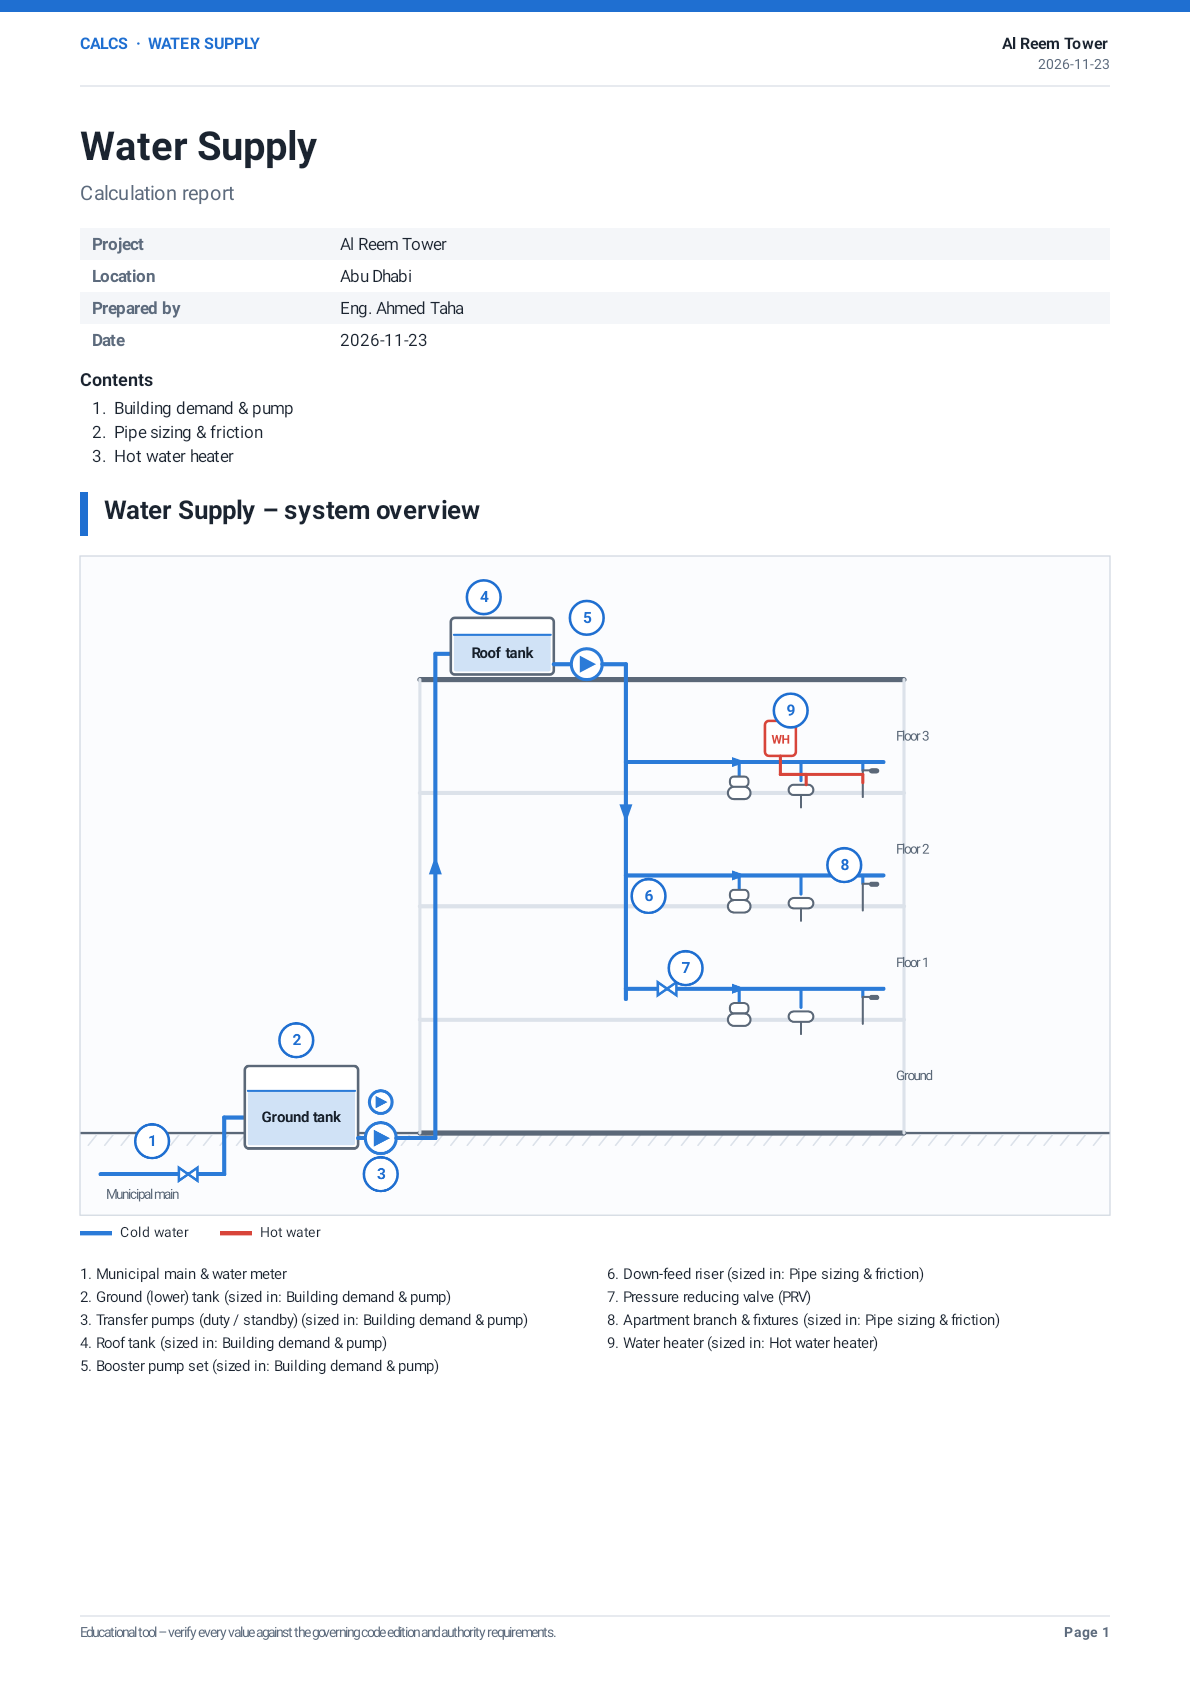 CALCS · WATER SUPPLY
Al Reem Tower
2026-11-23
Water Supply
Calculation report
Project Al Reem Tower
Location Abu Dhabi
Prepared by Eng. Ahmed Taha
Date 2026-11-23
Contents
1. Building demand & pump
2. Pipe sizing & friction
3. Hot water heater
Water Supply – system overview
4
5
Roof tank
9
WH
Floor 3
Floor 2
8
6
Floor 1
7
2
Ground
Ground tank
1
3
Municipal main
Cold water Hot water
1. Municipal main & water meter
2. Ground (lower) tank (sized in: Building demand & pump)
3. Transfer pumps (duty / standby) (sized in: Building demand & pump)
4. Roof tank (sized in: Building demand & pump)
5. Booster pump set (sized in: Building demand & pump)
6. Down-feed riser (sized in: Pipe sizing & friction)
7. Pressure reducing valve (PRV)
8. Apartment branch & fixtures (sized in: Pipe sizing & friction)
9. Water heater (sized in: Hot water heater)
Educational tool – verify every value against the governing code edition and authority requirements.
Page 1